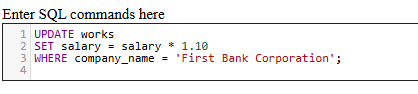 Enter SQL commands here
1 UPDATE works
2 SET salary = salary * 1.10
3 WHERE company_name = 'First Bank Corporation';
4